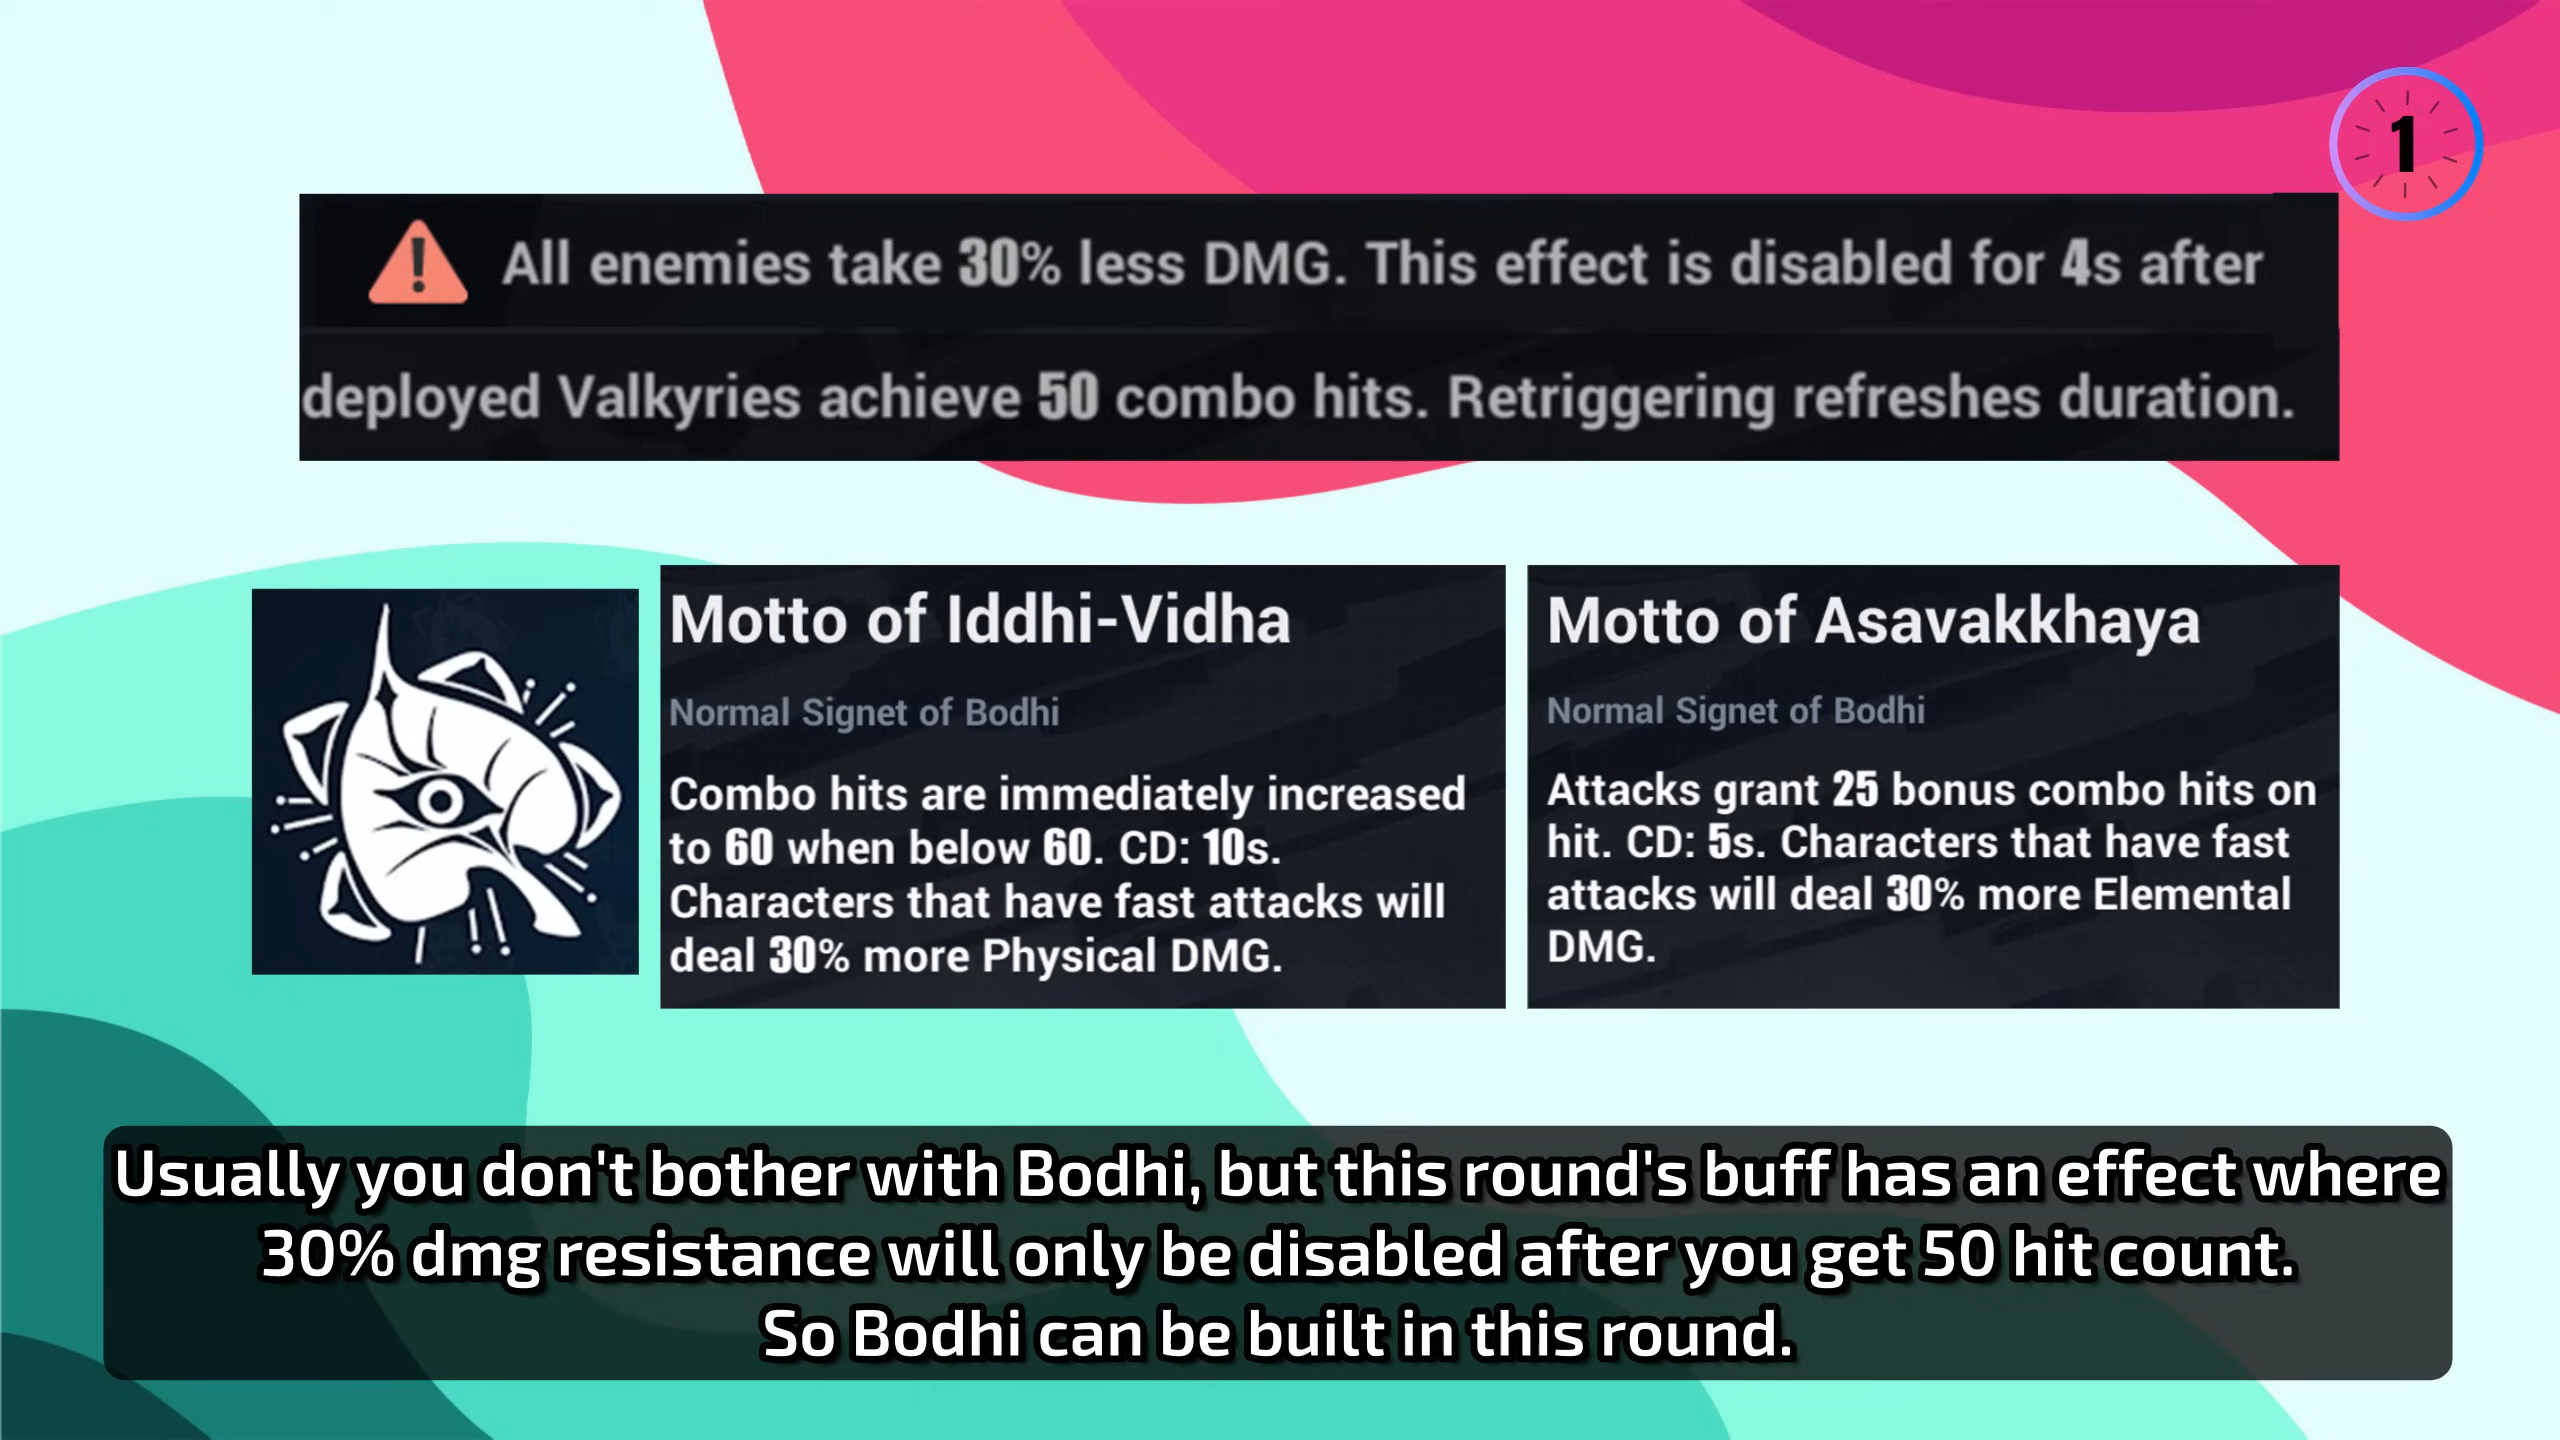 1
All enemies take 30% less DMG. This effect is disabled for 4s after
deployed Valkyries achieve 50 combo hits. Retriggering refreshes duration.
Motto of Iddhi-Vidha
Normal Signet of Bodhi
Combo hits are immediately increased
to 60 when below 60. CD: 10s.
Characters that have fast attacks will
deal 30% more Physical DMG.
Motto of Asavakkhaya
Normal Signet of Bodhi
Attacks grant 25 bonus combo hits on
hit. CD: 5s. Characters that have fast
attacks will deal 30% more Elemental
DMG.
Usually you don't bother with Bodhi, but this round's buff has an effect where
30% dmg resistance will only be disabled after you get 50 hit count.
So Bodhi can be built in this round.